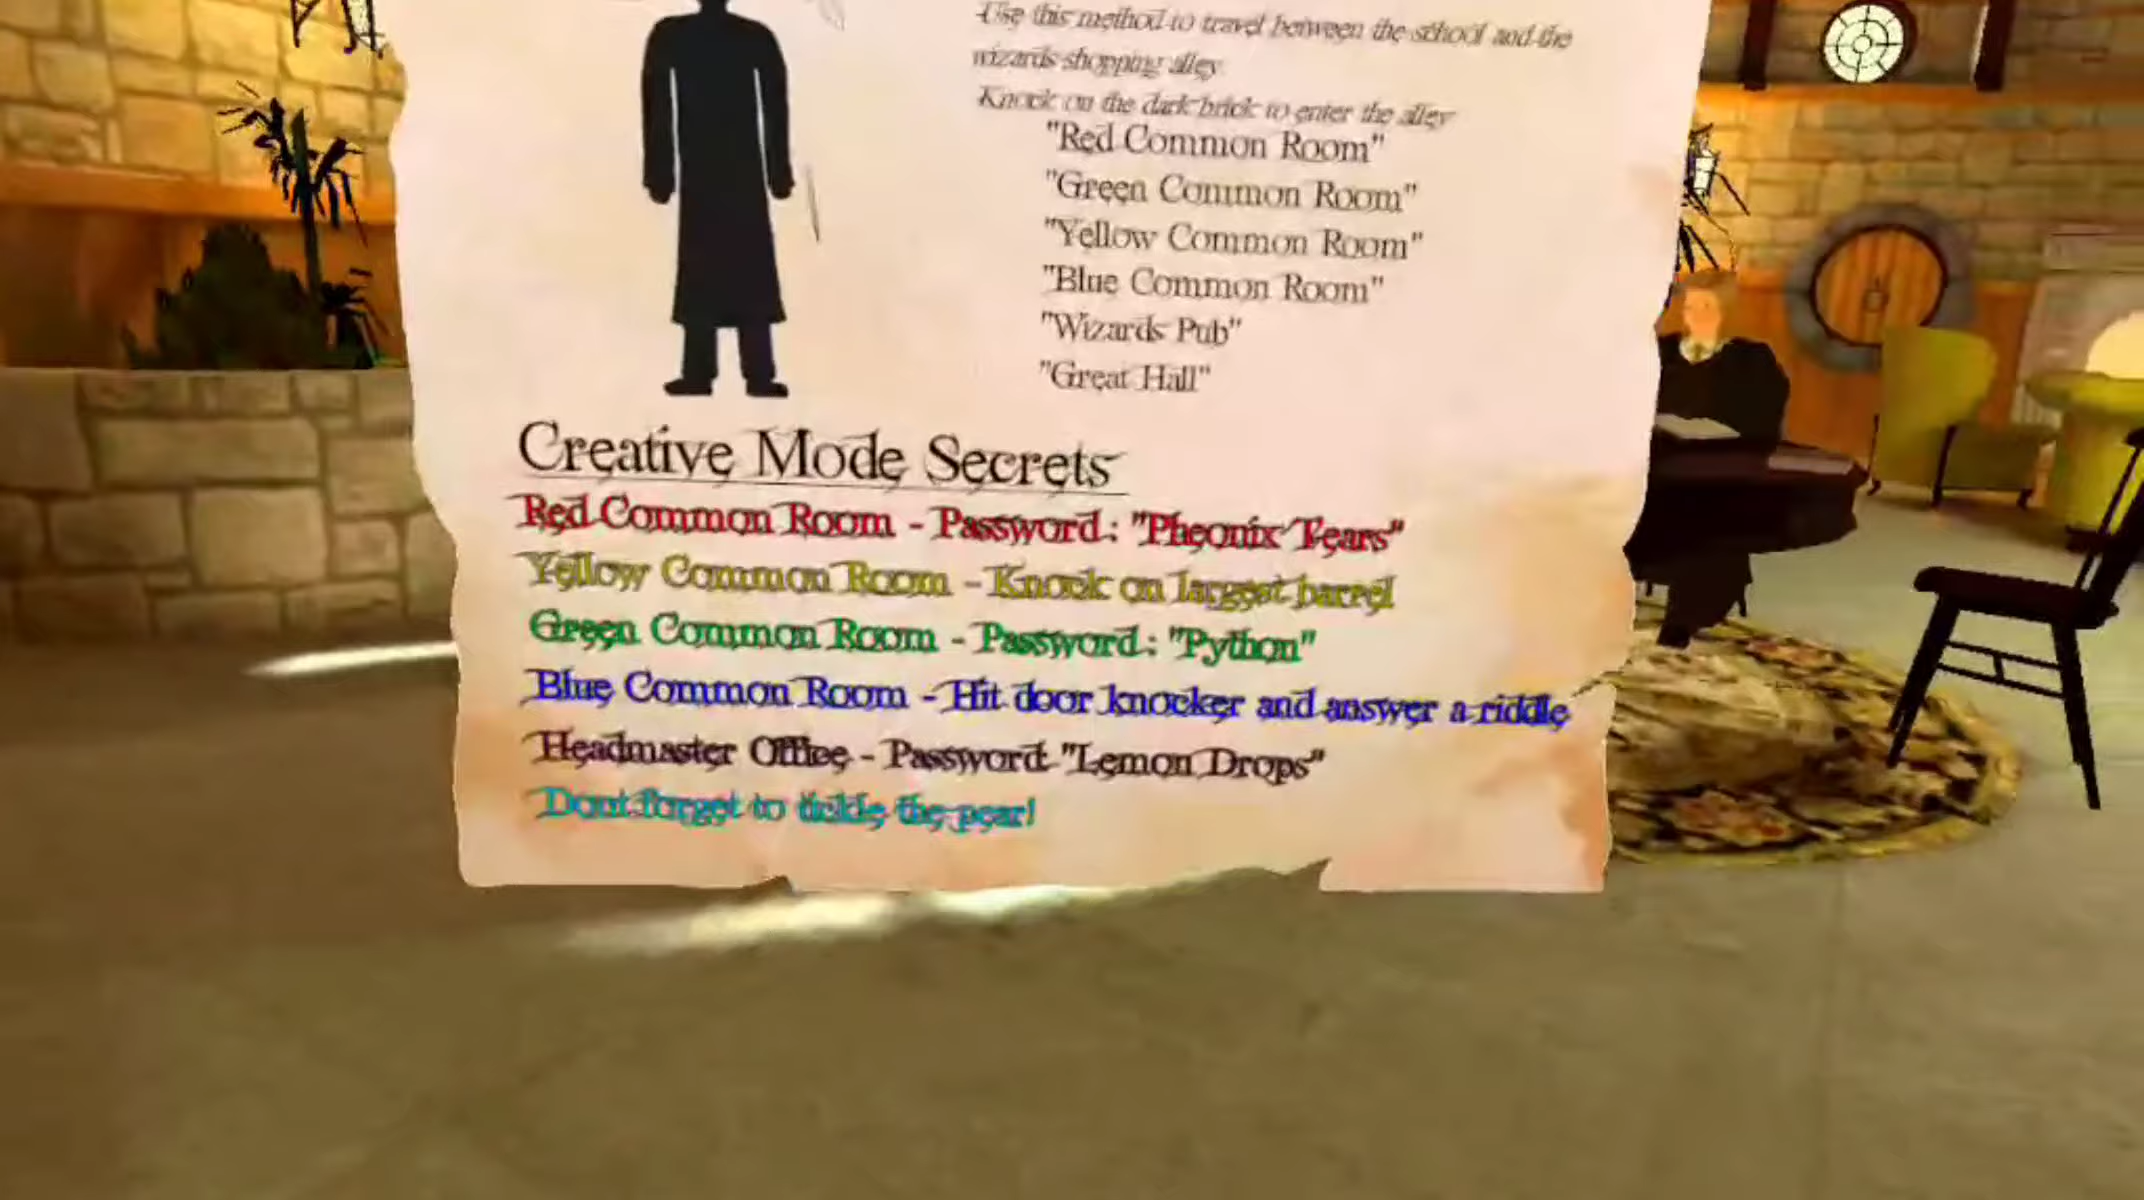 Use this method to travel between the school and the
wizards shopping alley
Knock on the dark brick to enter the alley
"Red Common Room"
"Green Common Room"
"Yellow Common Room"
"Blue Common Room"
"Wizards Pub"
"Great Hall"
Creative Mode Secrets
Red Common Room - Password: "Pheonix Tears"
Yellow Common Room - Knock on largest barrel
Green Common Room - Password: "Python"
Blue Common Room - Hit door knocker and answer a riddle
Headmaster Office - Password: "Lemon Drops"
Dont forget to tickle the pear!